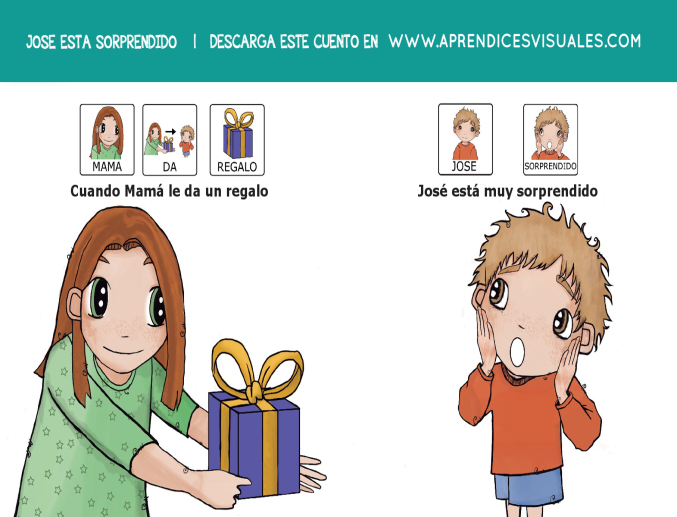 JOSE ESTA SORPRENDIDO | DESCARGA ESTE CUENTO EN WWW.APRENDICESVISUALES.COM
MAMÁ DA REGALO
Cuando Mamá le da un regalo
JOSE SORPRENDIDO
José está muy sorprendido